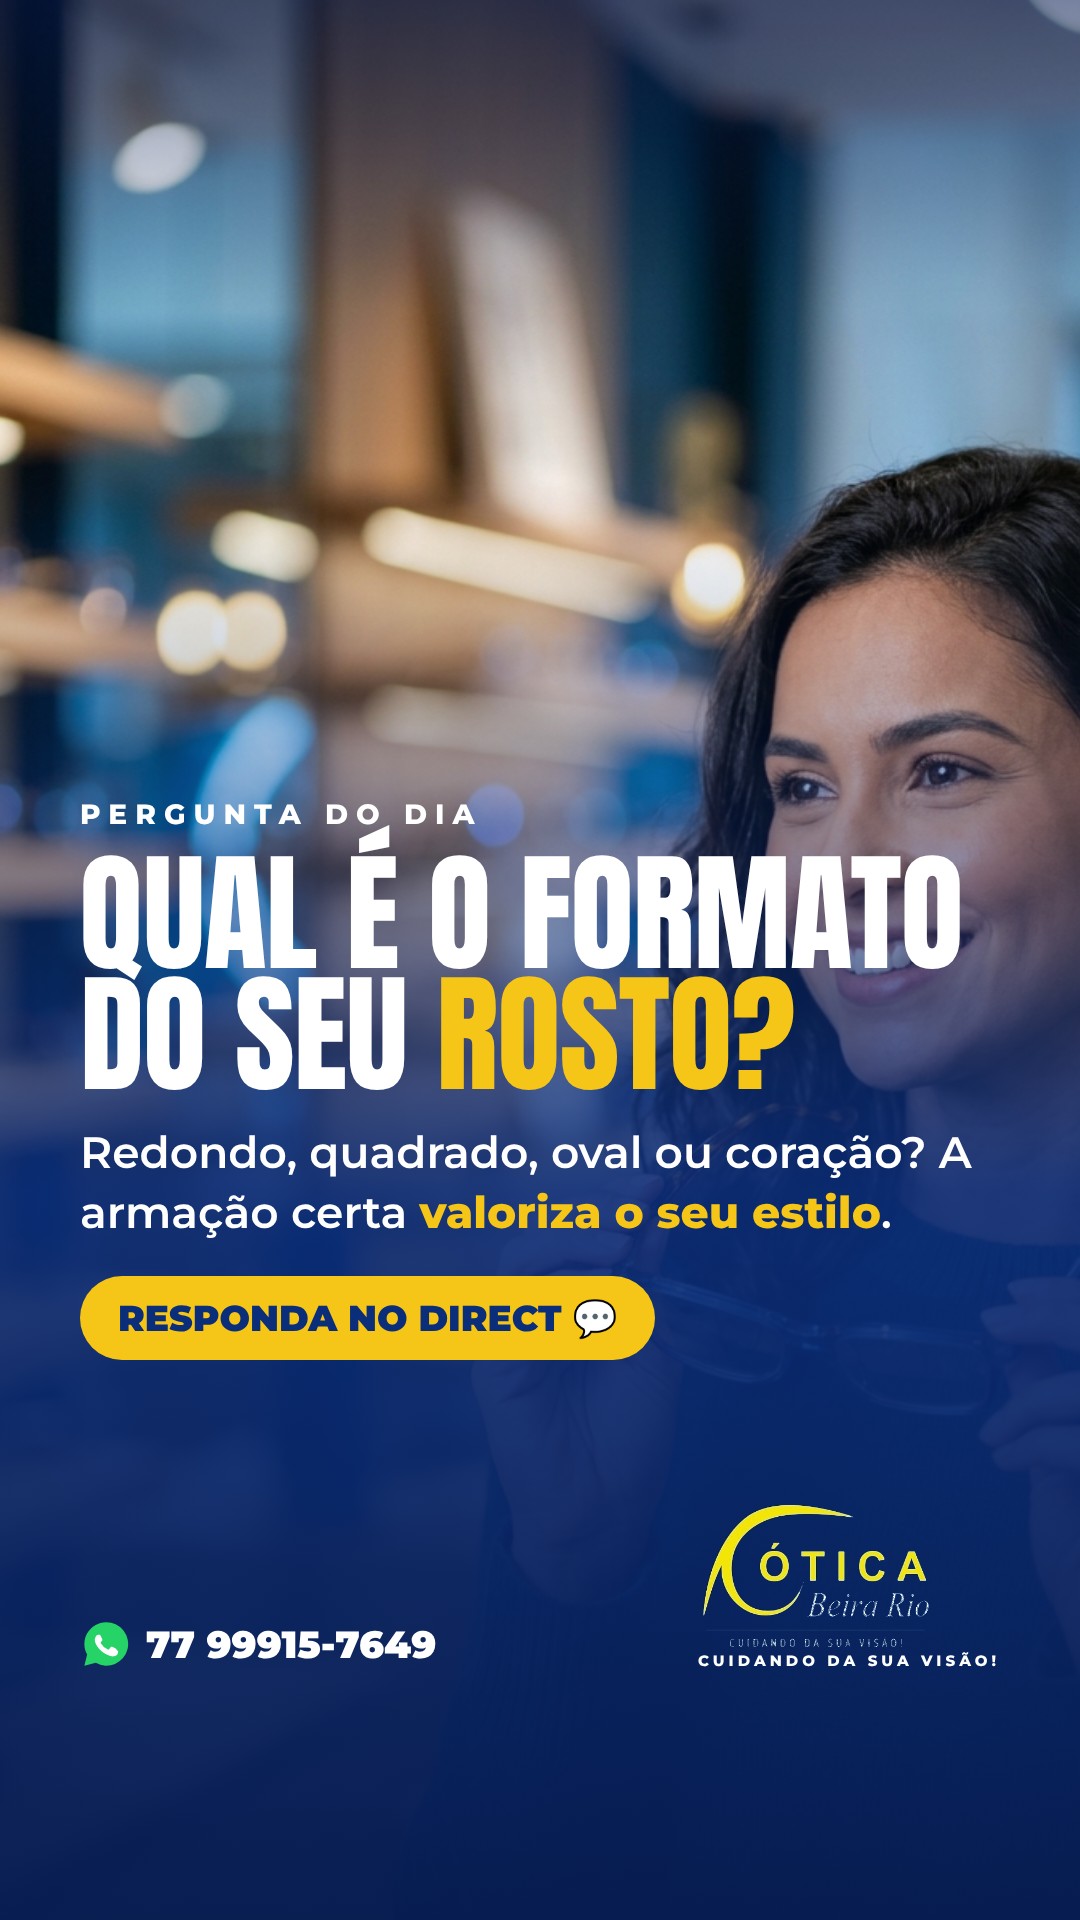 PERGUNTA DO DIA
QUAL É O FORMATO
DO SEU ROSTO?
Redondo, quadrado, oval ou coração? A
armação certa valoriza o seu estilo.
RESPONDA NO DIRECT 💬
ÓTICA
Beira Rio
CUIDANDO DA SUA VISÃO!
77 99915-7649
CUIDANDO DA SUA VISÃO!